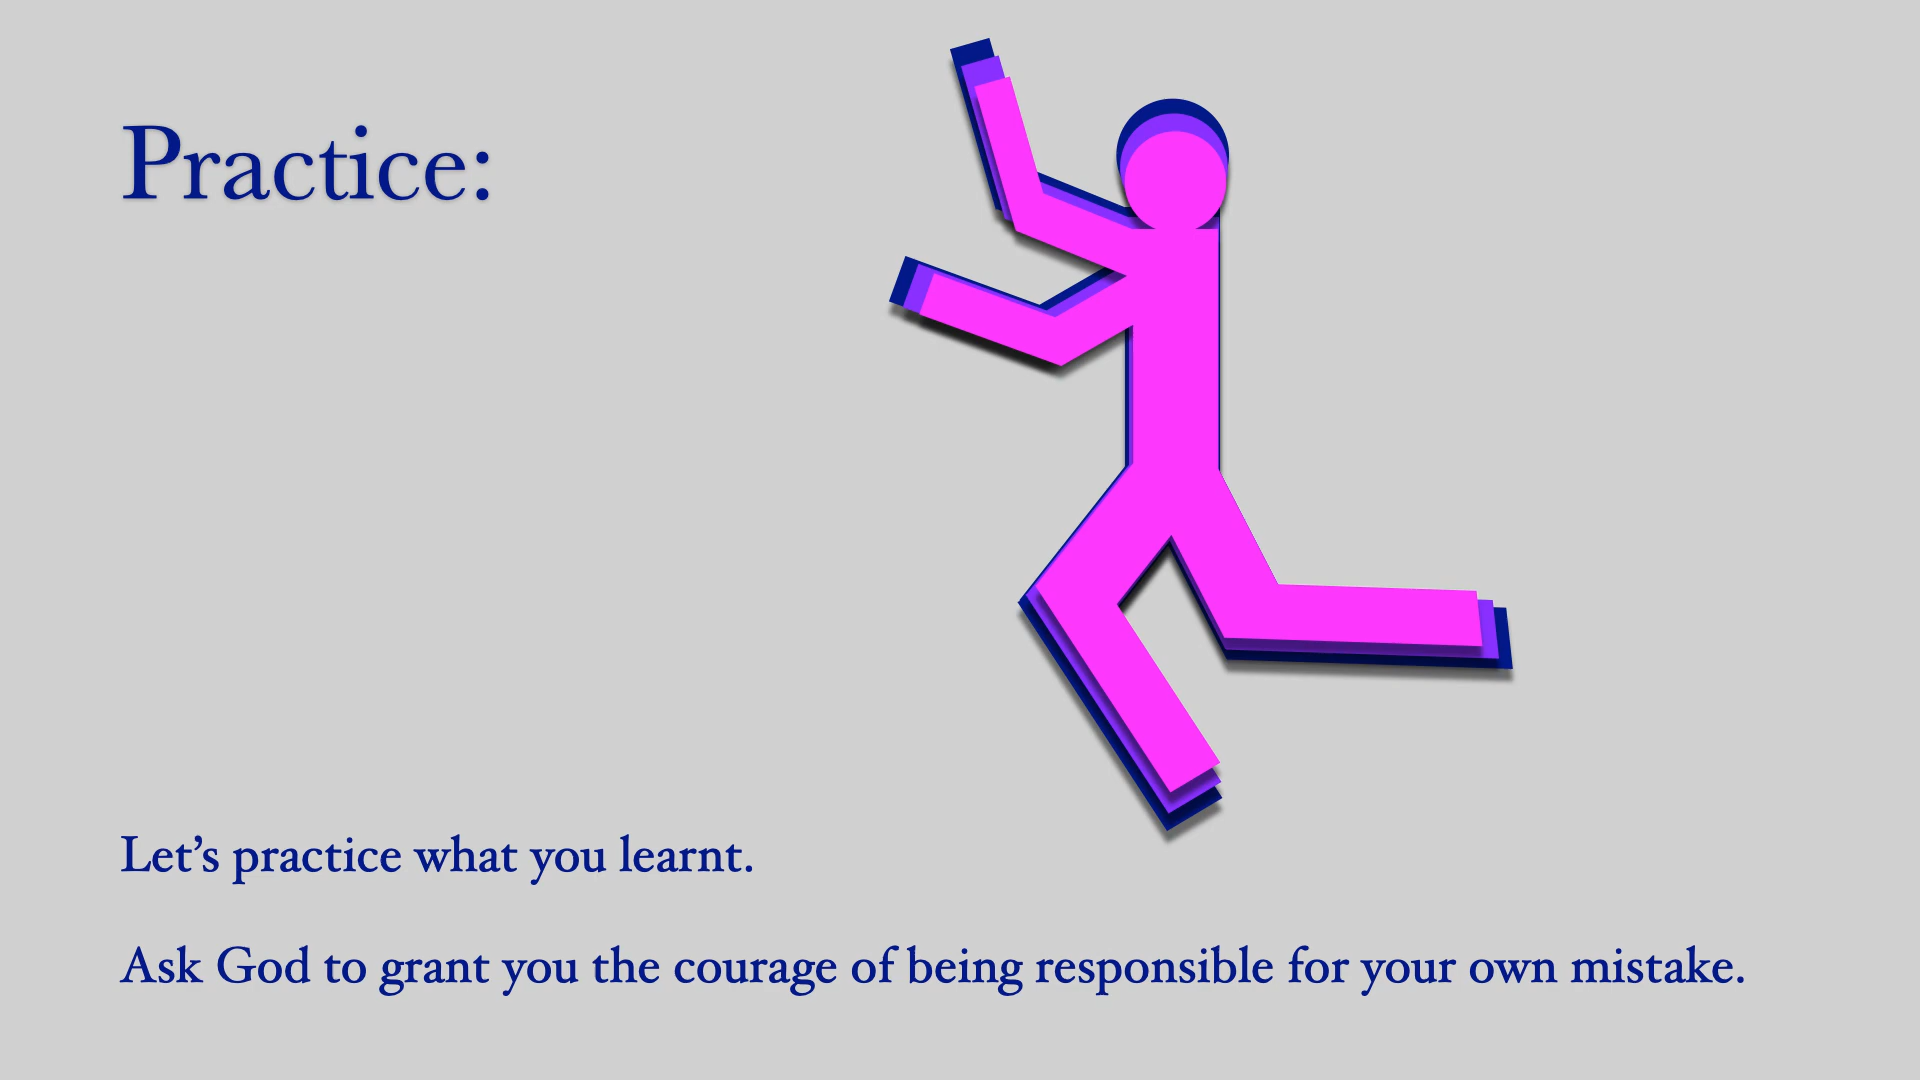 Practice:
Let’s practice what you learnt.
Ask God to grant you the courage of being responsible for your own mistake.